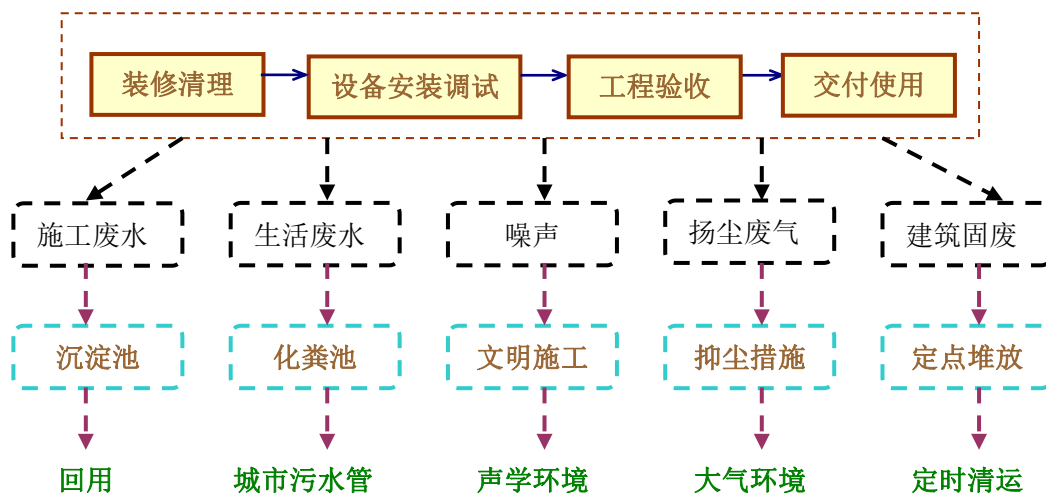 装修清理
设备安装调试
工程验收
交付使用
施工废水
生活废水
噪声
扬尘废气
建筑固废
沉淀池
化粪池
文明施工
抑尘措施
定点堆放
回用
城市污水管
声学环境
大气环境
定时清运